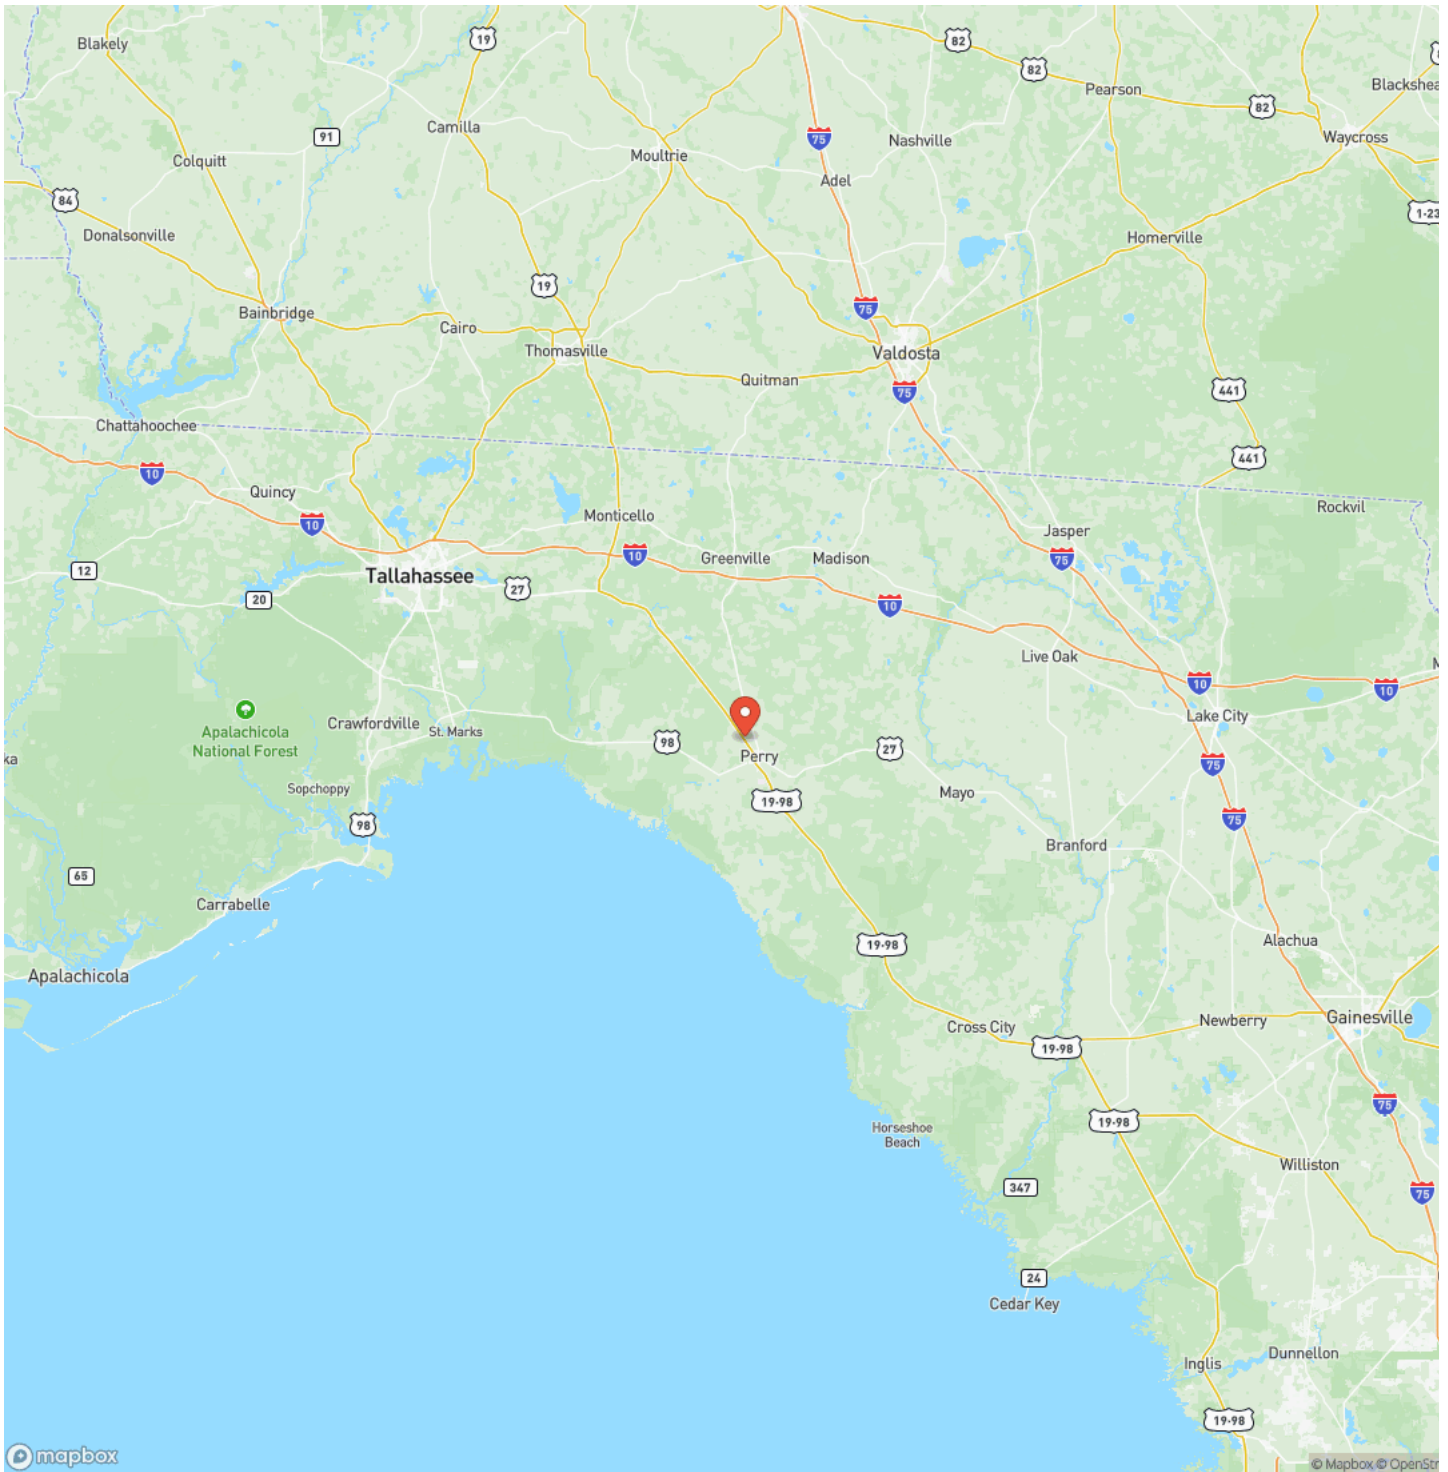 Blakely
19
82
82
Pearson
82
Blackshea
91
Camilla
Waycross
Colquitt
Moultrie
75
Nashville
Adel
84
1-23
Donalsonville
Homerville
19
75
Bainbridge
Cairo
Thomasville
Valdosta
Quitman
75
441
Chattahoochee
441
10
Quincy
Rockvil
Monticello
10
Jasper
10
Greenville
Madison
75
12
Tallahassee
27
20
10
Live Oak
10
10
M
Apalachicola
National Forest
Crawfordville
St. Marks
98
Lake City
ka
Perry
27
75
Sopchoppy
19-98
Mayo
98
75
Branford
65
Carrabelle
19-98
Alachua
Apalachicola
Cross City
Newberry
Gainesville
19-98
75
19-98
Horseshoe
Beach
Williston
347
75
24
Cedar Key
Inglis
Dunnellon
19-98
mapbox
© Mapbox © OpenStr